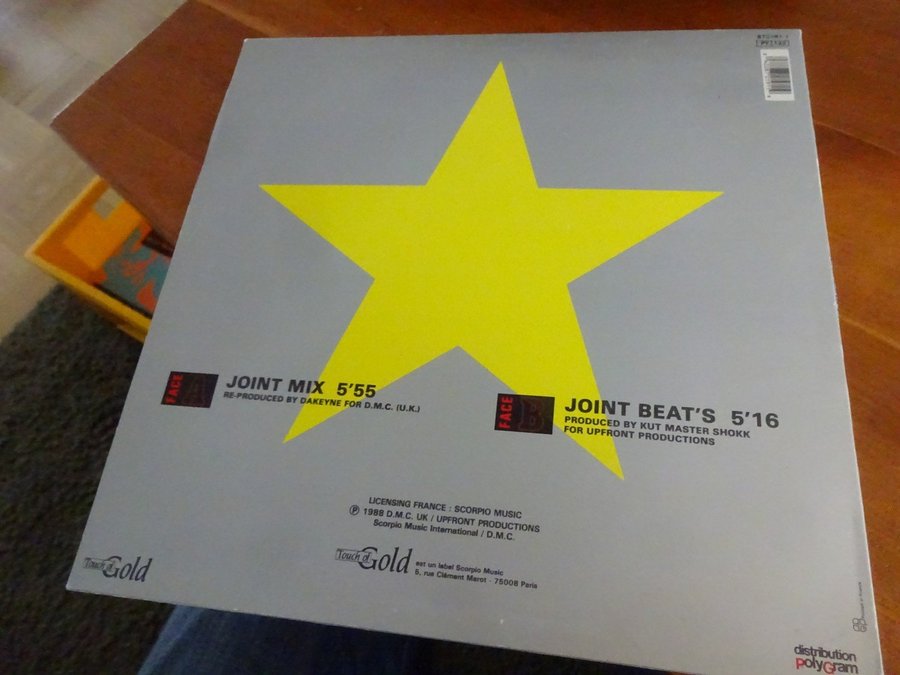 FACE
JOINT MIX 5'55
RE-PRODUCED BY DAKEYNE FOR D.M.C. (U.K.)
FACE
JOINT BEAT'S 5'16
PRODUCED BY KUT MASTER SHOKK
FOR UPFRONT PRODUCTIONS
LICENSING FRANCE : SCORPIO MUSIC
Ⓟ 1988 D.M.C. UK / UPFRONT PRODUCTIONS
Scorpio Music International / D.M.C.
Touch of Gold
Touch of Gold
est un label Scorpio Music
5, rue Clément Marot - 75008 Paris
distribution
PolyGram